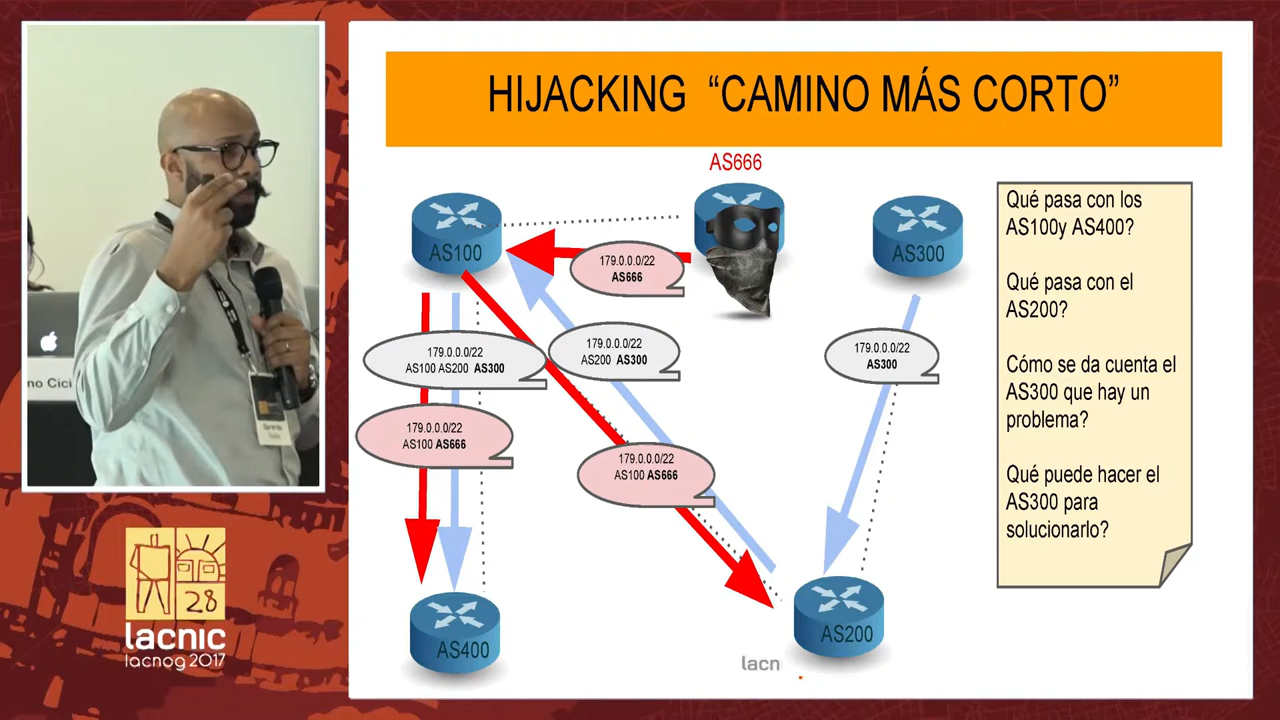 HIJACKING “CAMINO MÁS CORTO”
AS666
AS100
AS300
179.0.0.0/22
AS666
179.0.0.0/22
AS100 AS200 AS300
179.0.0.0/22
AS200 AS300
179.0.0.0/22
AS300
179.0.0.0/22
AS100 AS666
179.0.0.0/22
AS100 AS666
AS400
AS200
lacn
Qué pasa con los
AS100y AS400?
Qué pasa con el
AS200?
Cómo se da cuenta el
AS300 que hay un
problema?
Qué puede hacer el
AS300 para
solucionarlo?
no Cici
28
lacnic
lacnog 2017